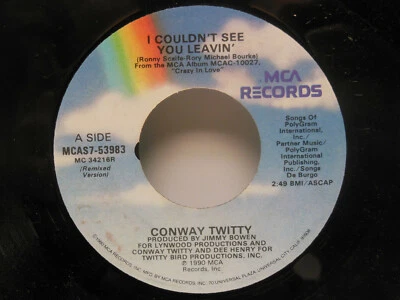 I COULDN'T SEE
YOU LEAVIN'
(Ronny Scaife-Rory Michael Bourke)
From the MCA Album MCAC-10027,
"Crazy In Love"
MCA
RECORDS
A SIDE
MCAS7-53983
MC 34216R
(Remixed
Version)
Songs Of
PolyGram
International,
Inc./
Partner Music/
PolyGram
International
Publishing,
Inc./Songs
De Burgo
2:49 BMI/ASCAP
CONWAY TWITTY
PRODUCED BY JIMMY BOWEN
FOR LYNWOOD PRODUCTIONS AND
CONWAY TWITTY AND DEE HENRY FOR
TWITTY BIRD PRODUCTIONS, INC./
℗ 1990 MCA
Records, Inc.